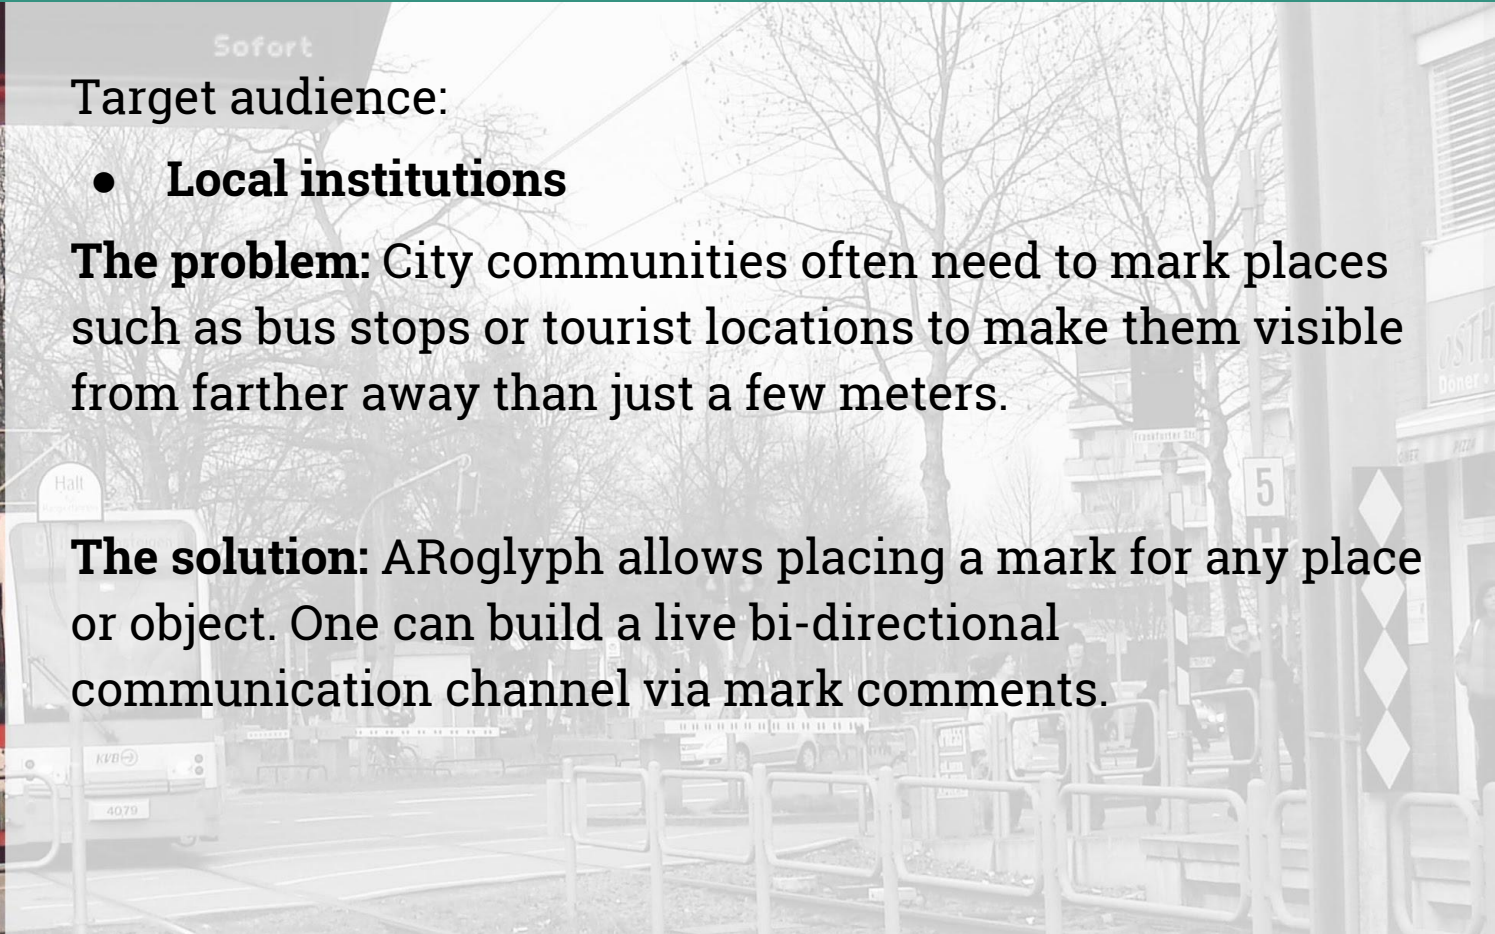 Sofort
Target audience:
● Local institutions
The problem: City communities often need to mark places
such as bus stops or tourist locations to make them visible
from farther away than just a few meters.
Halt
5
H
Döner
PIZZA
The solution: ARoglyph allows placing a mark for any place
or object. One can build a live bi-directional
communication channel via mark comments.
KVB
4079